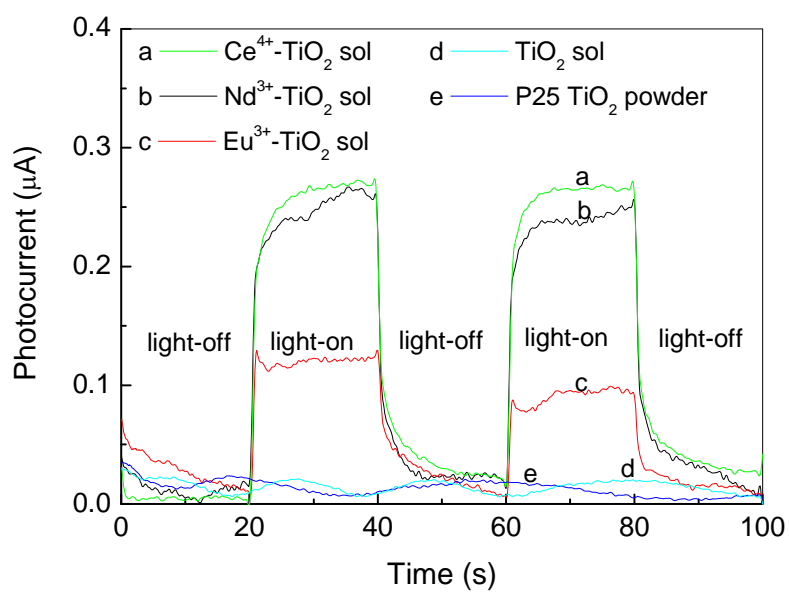 0.4
a Ce⁴⁺-TiO₂ sol d TiO₂ sol
b Nd³⁺-TiO₂ sol e P25 TiO₂ powder
c Eu³⁺-TiO₂ sol
0.3
a
b
0.2
Photocurrent (μA)
light-off light-on light-off light-on light-off
0.1
c
e d
0.0
0 20 40 60 80 100
Time (s)